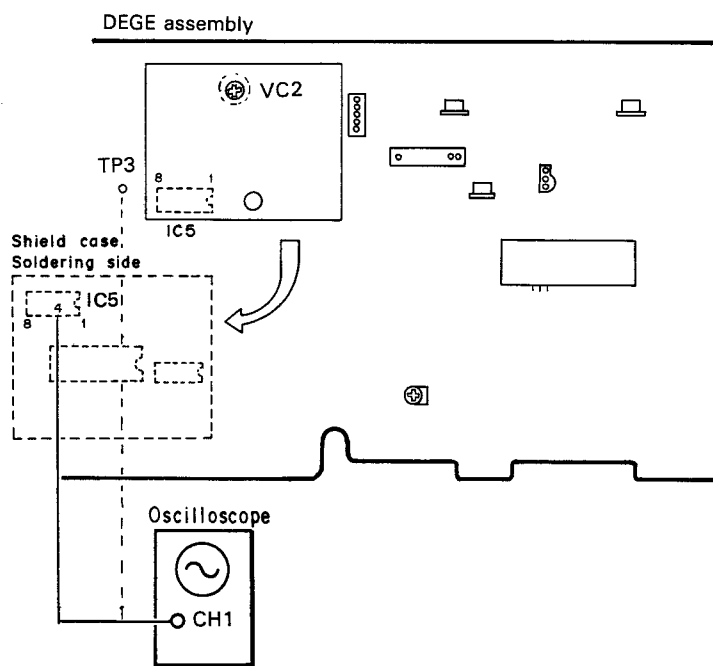 DEGE assembly
VC2
TP3
8 1
IC5
Shield case
Soldering side
IC5
4
8 1
Oscilloscope
CH1